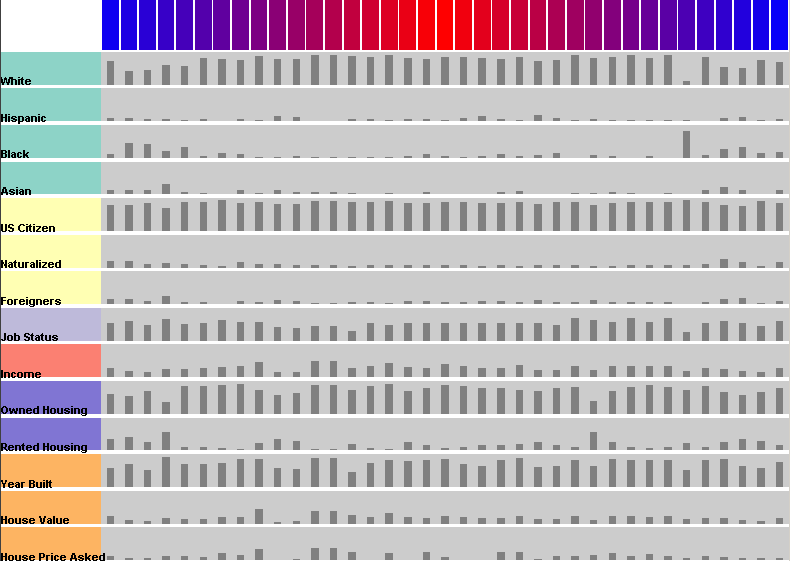 White
Hispanic
Black
Asian
US Citizen
Naturalized
Foreigners
Job Status
Income
Owned Housing
Rented Housing
Year Built
House Value
House Price Asked